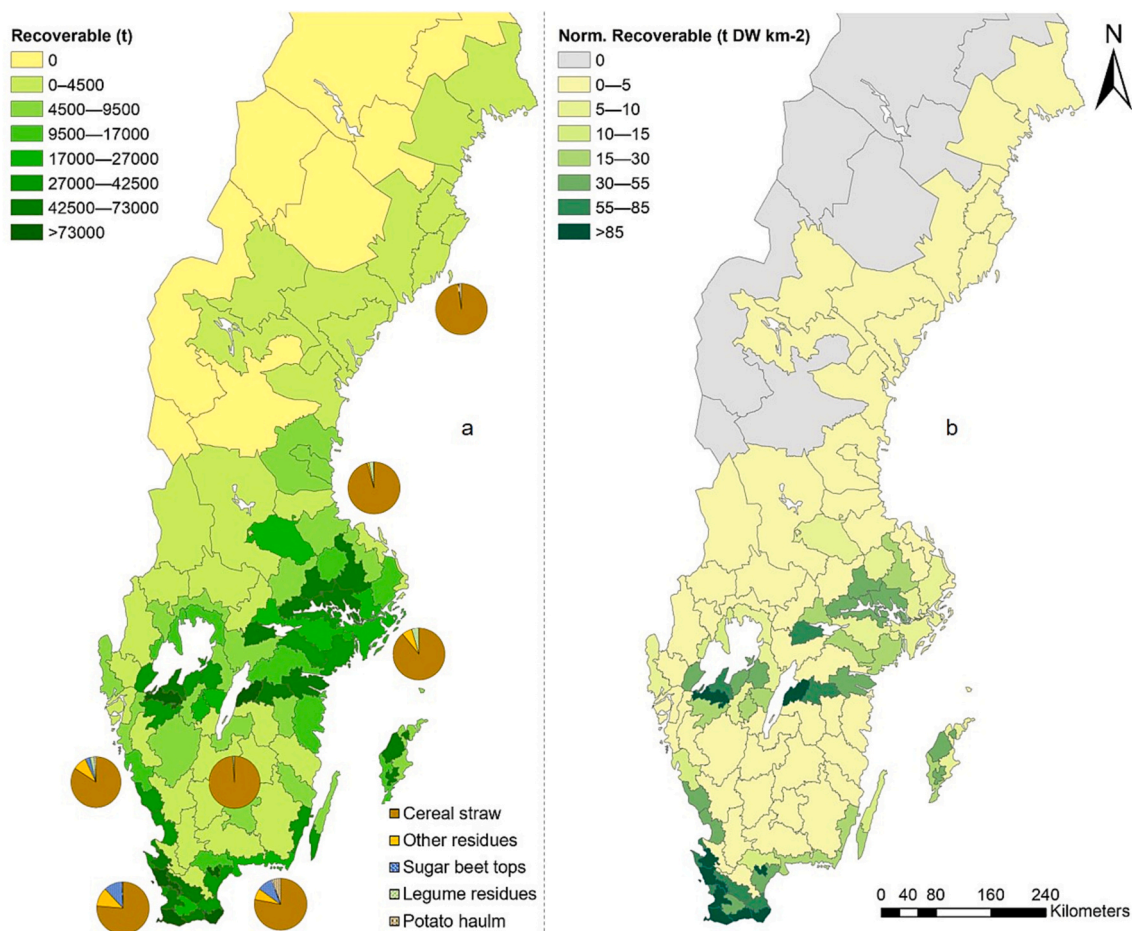 Recoverable (t)
0
0–4500
4500—9500
9500—17000
17000—27000
27000—42500
42500—73000
>73000
a
Cereal straw
Other residues
Sugar beet tops
Legume residues
Potato haulm
Norm. Recoverable (t DW km-2)
0
0—5
5—10
10—15
15—30
30—55
55—85
>85
N
b
0 40 80 160 240
Kilometers